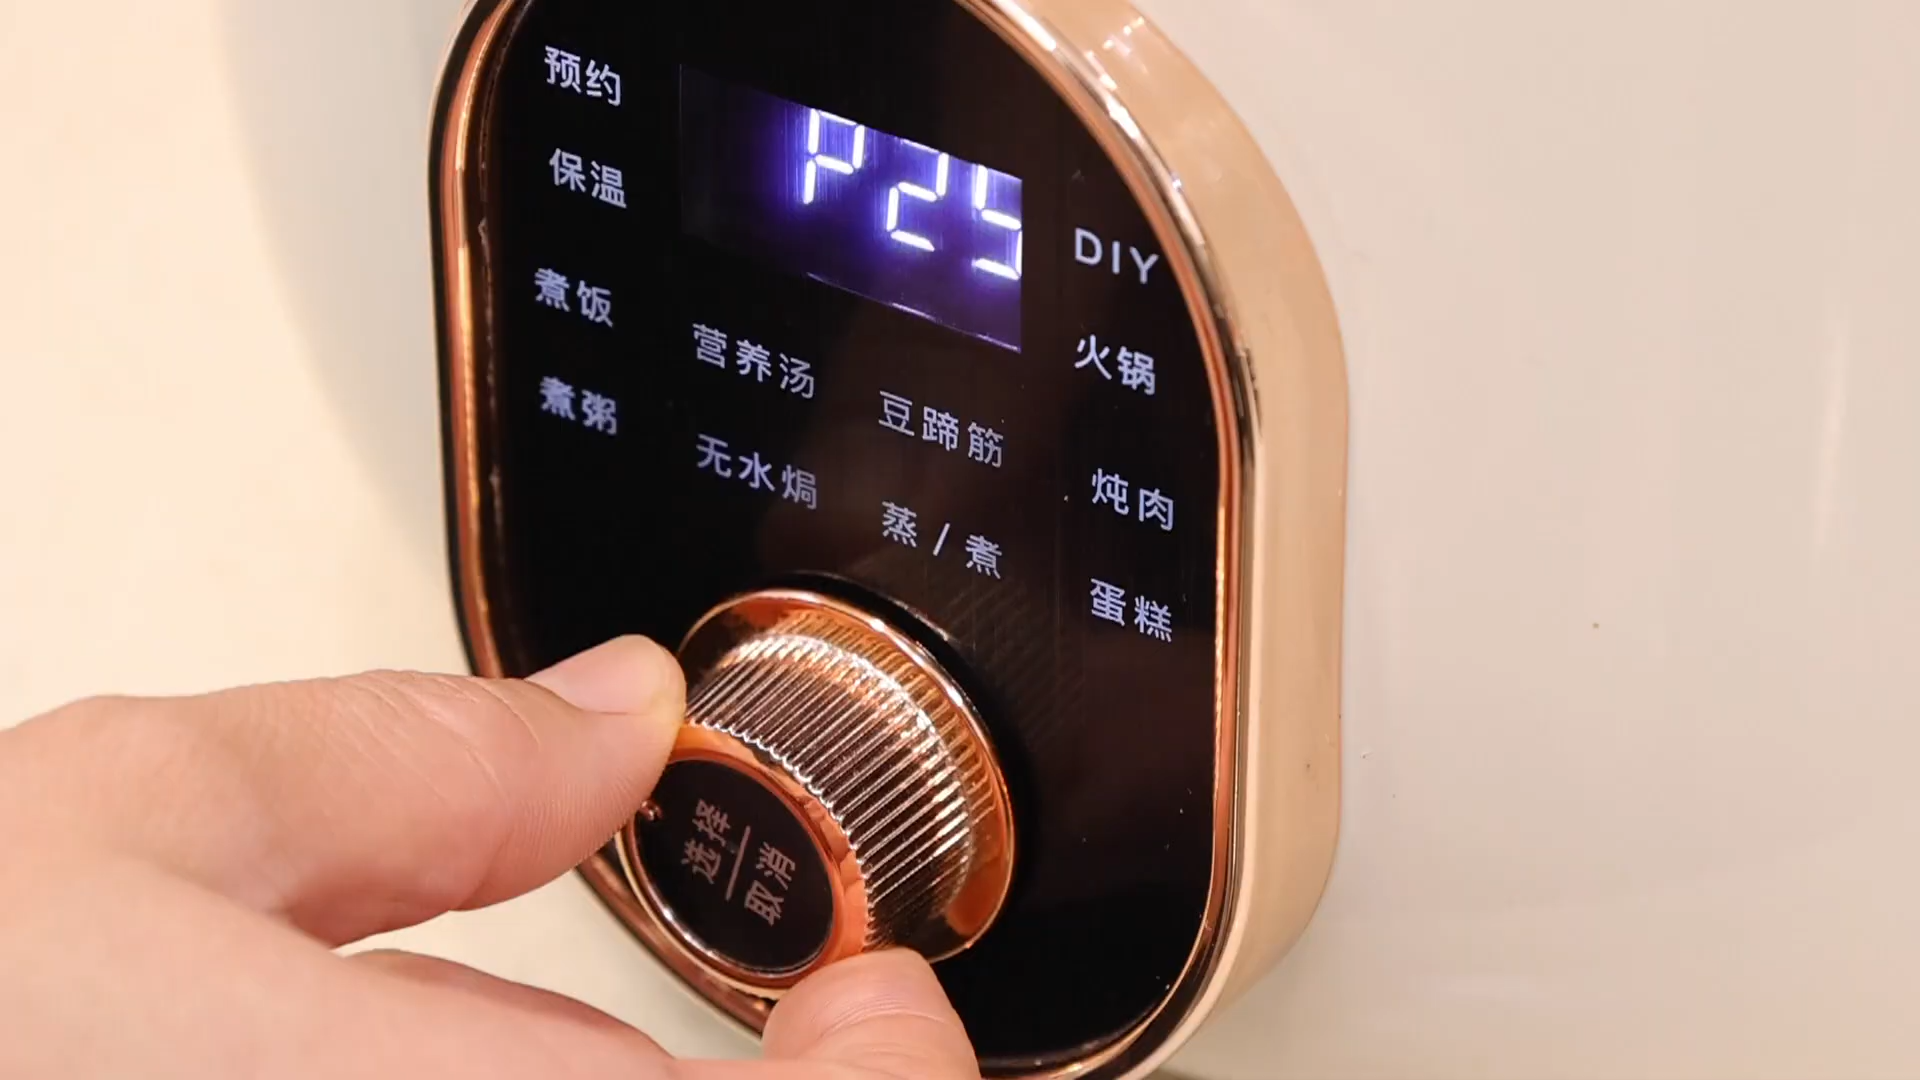 预约
保温
煮饭
煮粥
P25
营养汤
豆蹄筋
无水焗
蒸/煮
DIY
火锅
炖肉
蛋糕
选择
取消